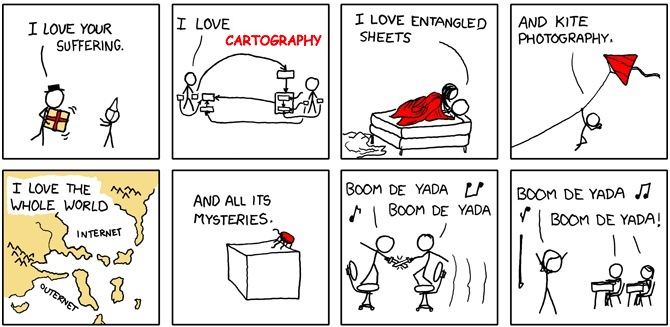 I LOVE YOUR
SUFFERING.
I LOVE
CARTOGRAPHY
I LOVE ENTANGLED
SHEETS
AND KITE
PHOTOGRAPHY.
I LOVE THE
WHOLE WORLD
INTERNET
OUTERNET
AND ALL ITS
MYSTERIES.
BOOM DE YADA
BOOM DE YADA
BOOM DE YADA
BOOM DE YADA!